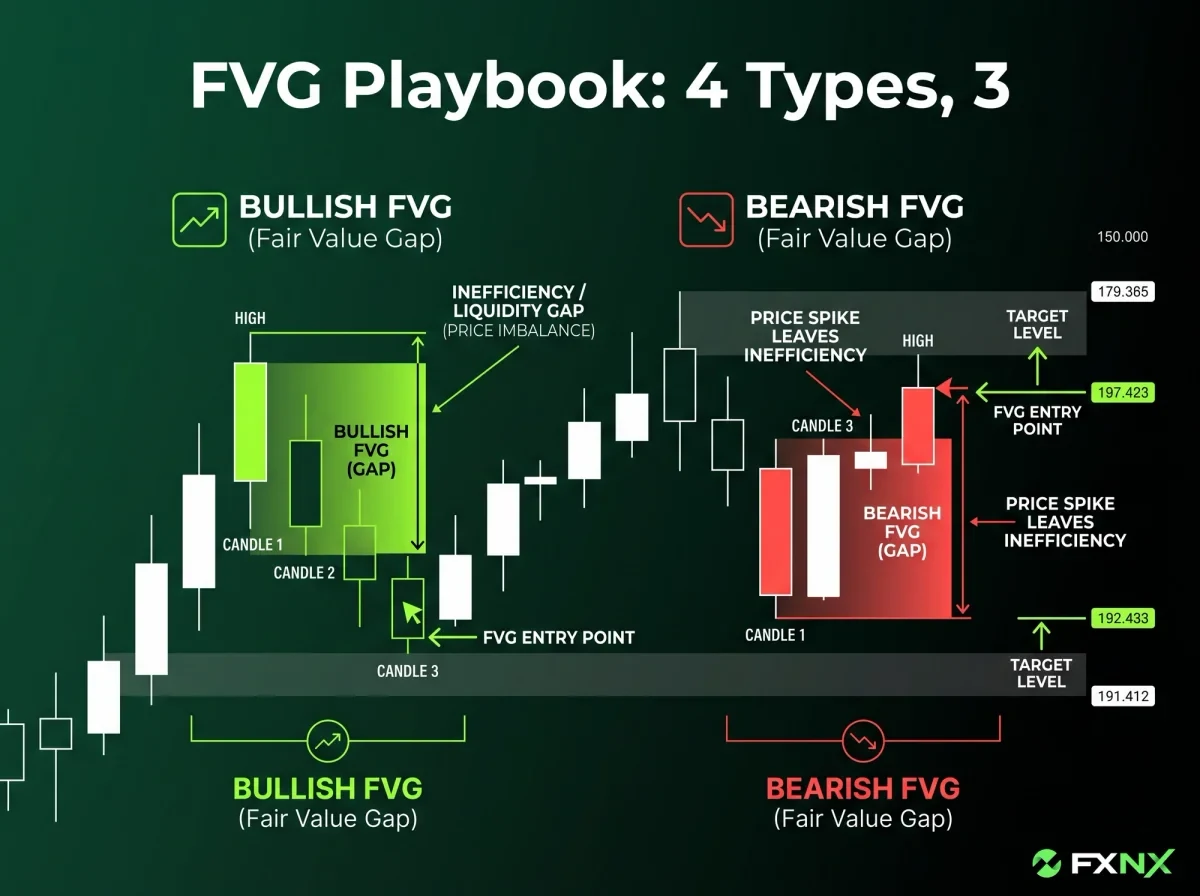 FVG Playbook: 4 Types, 3
BULLISH FVG
(Fair Value Gap)
BEARISH FVG
(Fair Value Gap)
150.000
179.365
INEFFICIENCY /
LIQUIDITY GAP
(PRICE IMBALANCE)
HIGH
PRICE SPIKE
LEAVES
INEFFICIENCY
TARGET
LEVEL
HIGH
197.423
FVG ENTRY
POINT
BULLISH
FVG
(GAP)
CANDLE 3
BEARISH
FVG
(GAP)
PRICE SPIKE
LEAVES
INEFFICIENCY
CANDLE 1
CANDLE 2
CANDLE 3
FVG ENTRY POINT
CANDLE 1
192.433
TARGET
LEVEL
191.412
BULLISH FVG
(Fair Value Gap)
BEARISH FVG
(Fair Value Gap)
FXNX